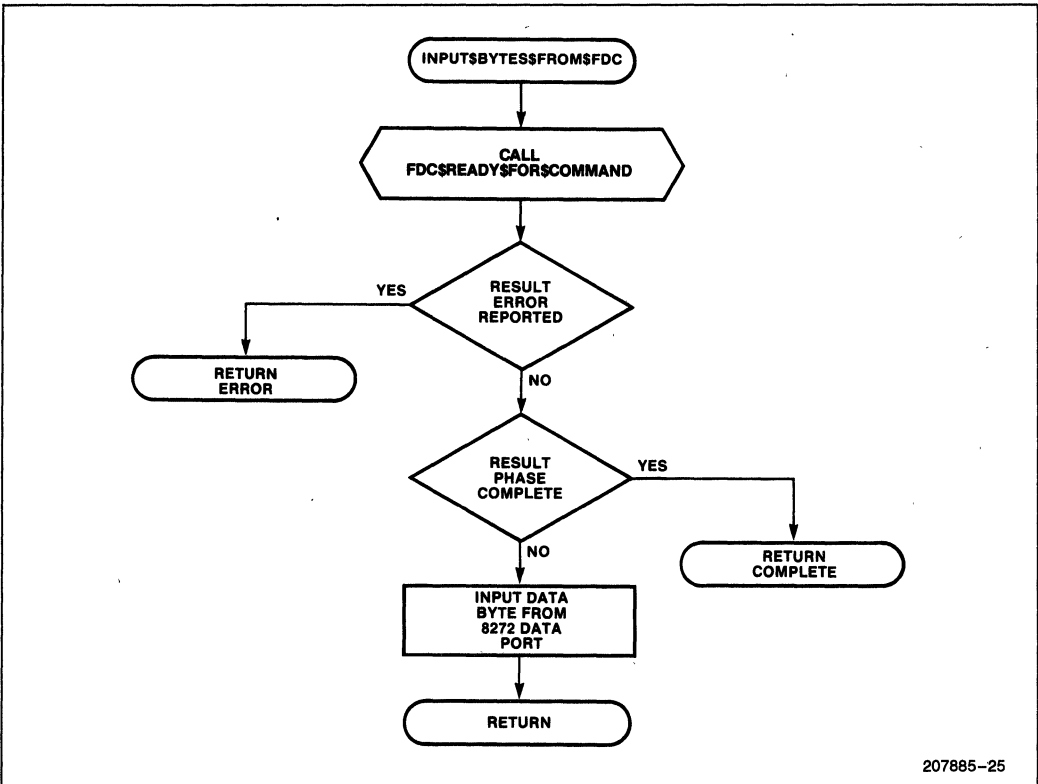 INPUT$BYTES$FROM$FDC
CALL
FDC$READY$FOR$COMMAND
YES
RESULT
ERROR
REPORTED
RETURN
ERROR
NO
RESULT
PHASE
COMPLETE
YES
RETURN
COMPLETE
NO
INPUT DATA
BYTE FROM
8272 DATA
PORT
RETURN
207885-25